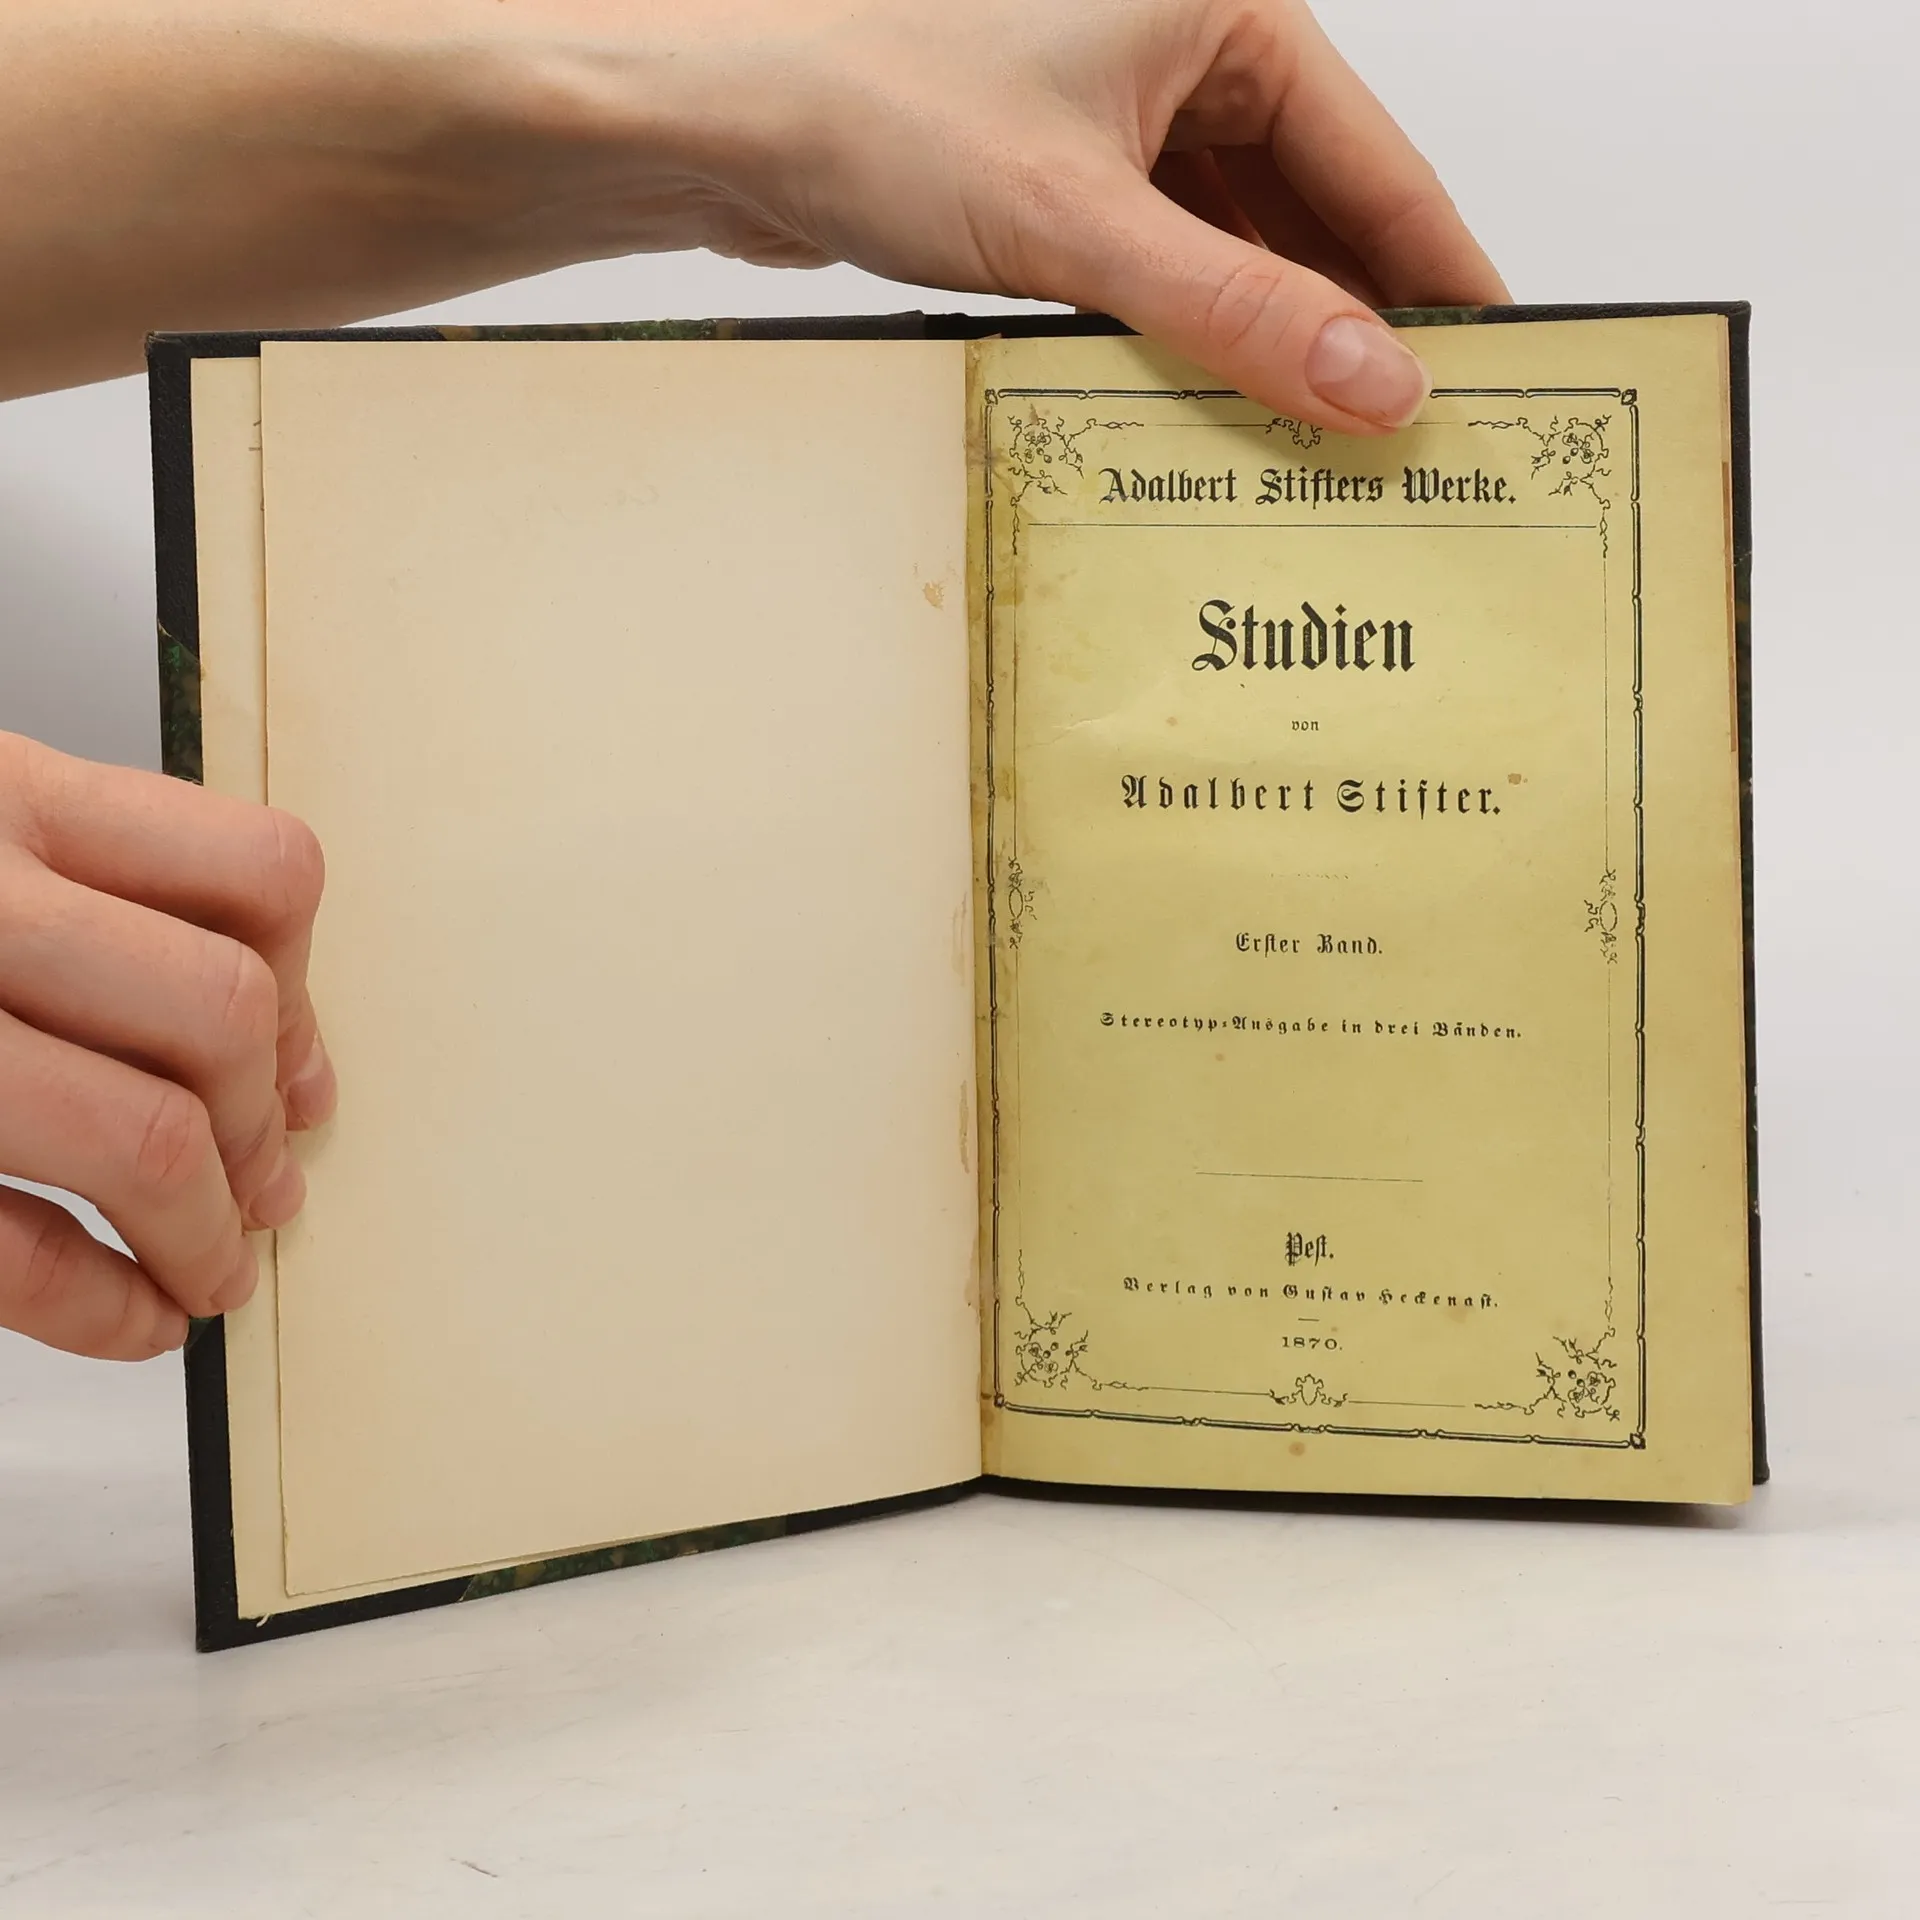 Adalbert Stifters Werke.
Studien
von
Adalbert Stifter.
Erster Band.
Stereotyp-Ausgabe in drei Bänden.
Pest.
Verlag von Gustav Heckenast.
1870.